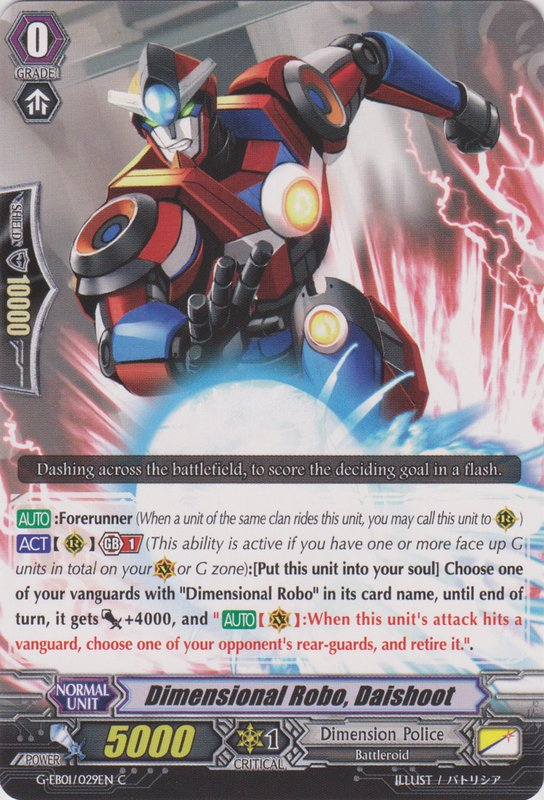 0
GRADE
SHIELD
10000
Dashing across the battlefield, to score the deciding goal in a flash.
AUTO :Forerunner (When a unit of the same clan rides this unit, you may call this unit to R)
ACT【 R 】 GB 1 (This ability is active if you have one or more face up G
units in total on your V or G zone):[Put this unit into your soul] Choose one
of your vanguards with "Dimensional Robo" in its card name, until end of
turn, it gets +4000, and " AUTO【 V 】:When this unit's attack hits a
vanguard, choose one of your opponent's rear-guards, and retire it.".
NORMAL
UNIT
Dimensional Robo, Daishoot
POWER
5000
1
CRITICAL
Dimension Police
Battleroid
G-EB01/029EN C
ILLUST / パトリシア